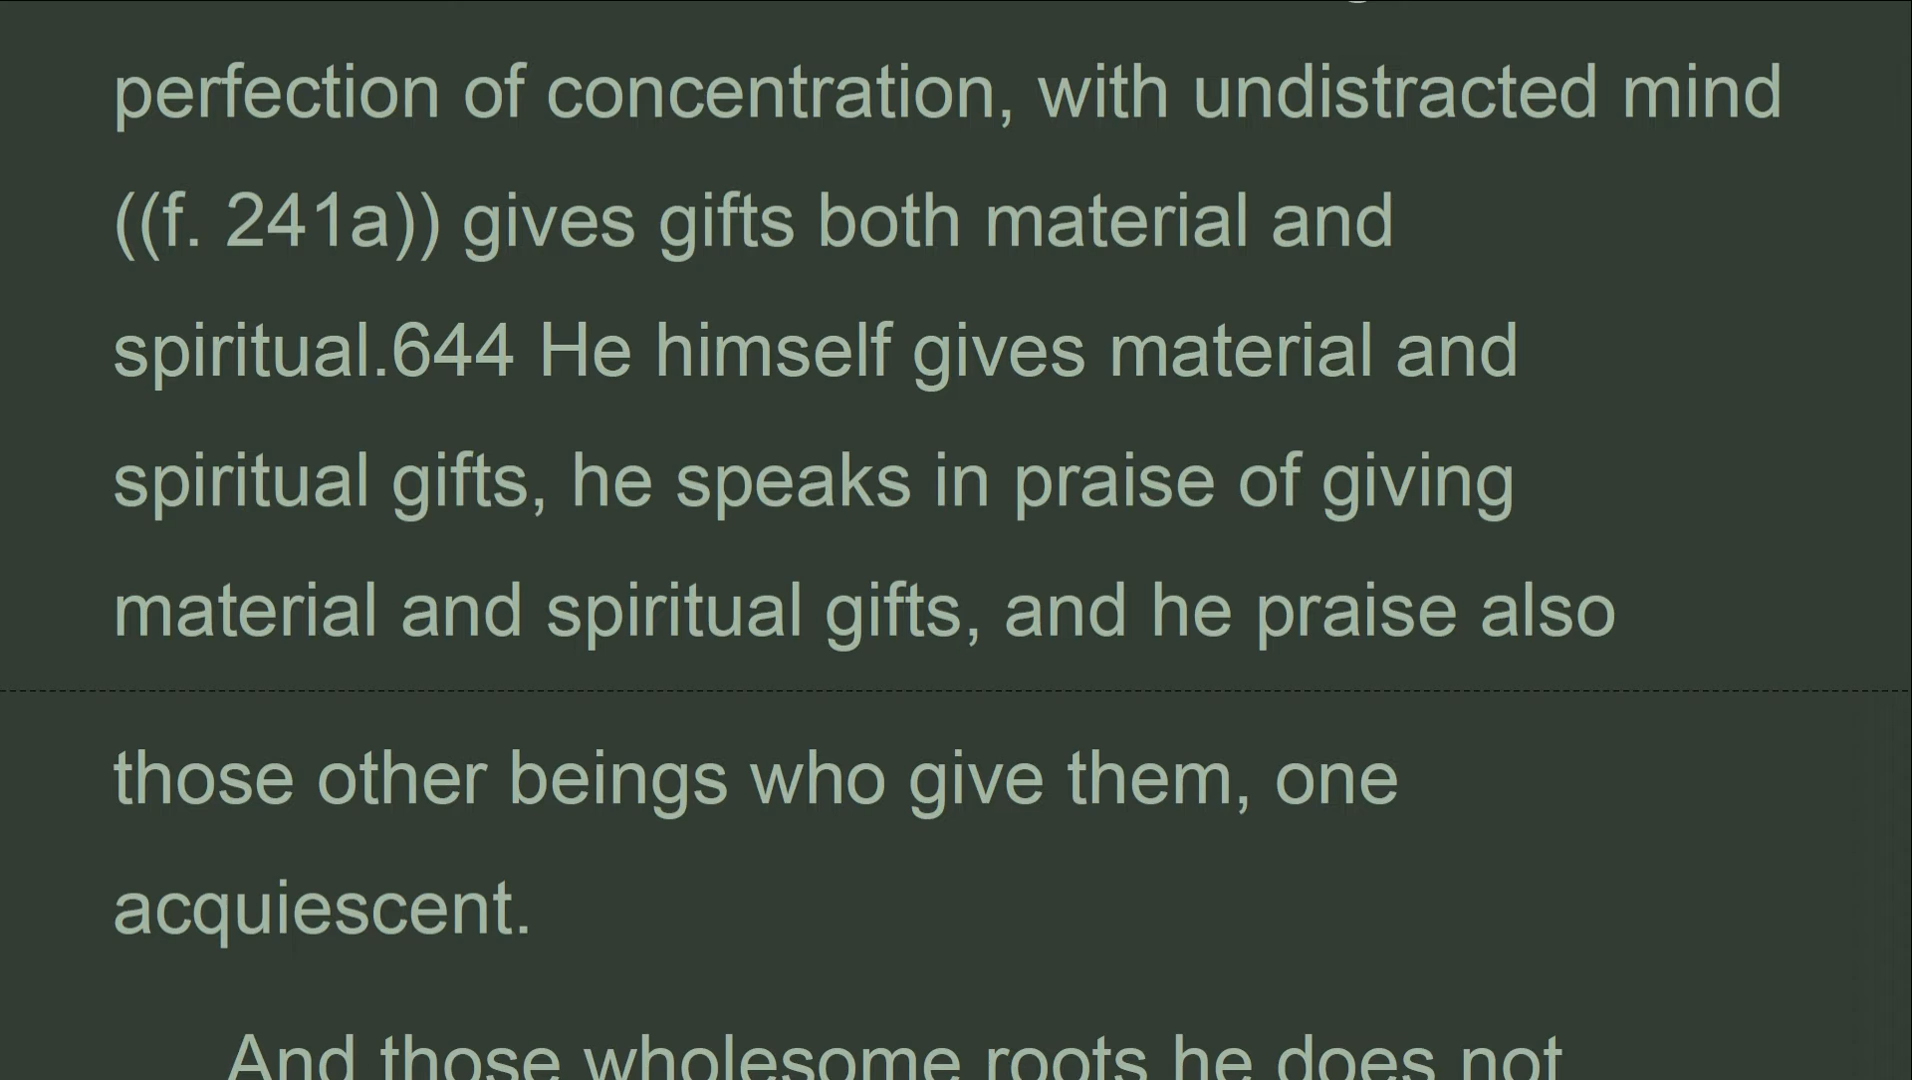 perfection of concentration, with undistracted mind
((f. 241a)) gives gifts both material and
spiritual.644 He himself gives material and
spiritual gifts, he speaks in praise of giving
material and spiritual gifts, and he praise also
those other beings who give them, one
acquiescent.
And those wholesome roots he does not